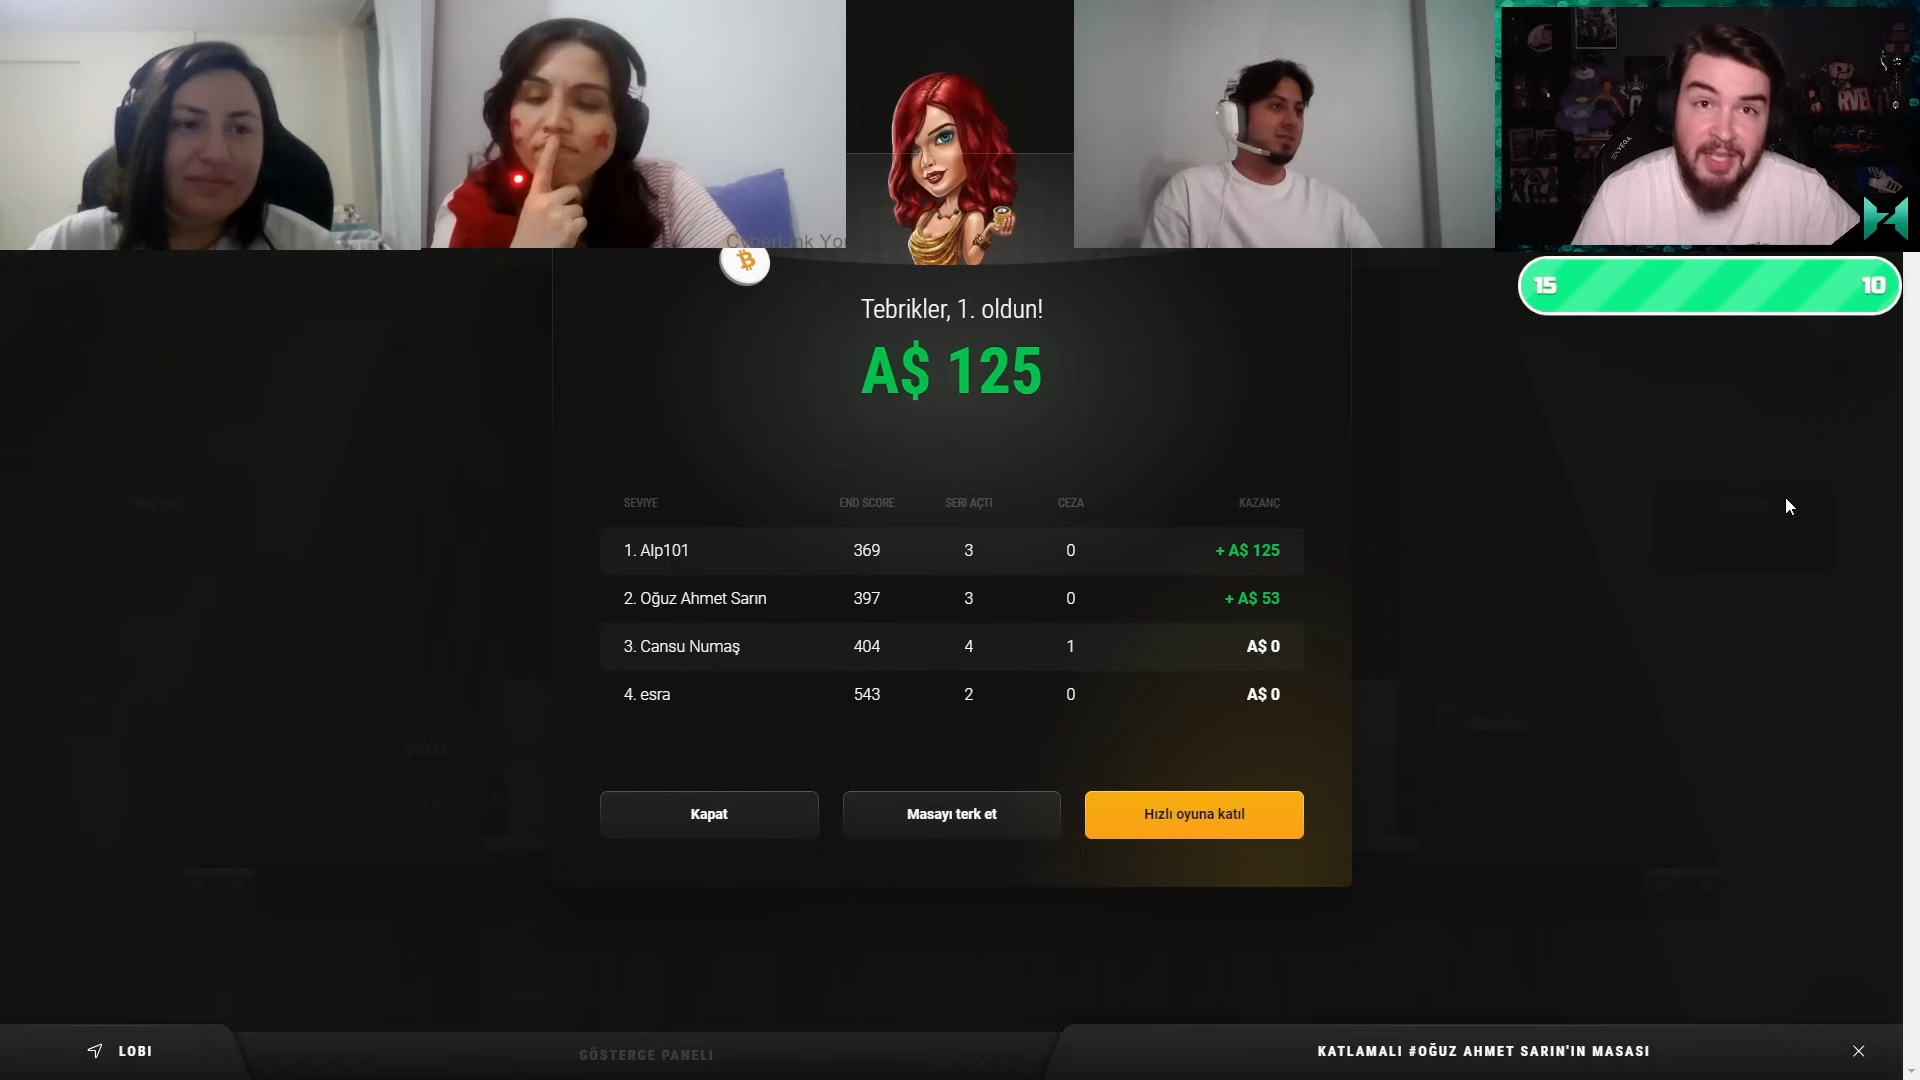 CyberLink You
15
10
Tebrikler, 1. oldun!
A$ 125
SEVIYE END SCORE SERI AÇTI CEZA KAZANÇ
1. Alp101 369 3 0 + A$ 125
2. Oğuz Ahmet Sarın 397 3 0 + A$ 53
3. Cansu Numaş 404 4 1 A$ 0
4. esra 543 2 0 A$ 0
Kapat
Masayı terk et
Hızlı oyuna katıl
LOBI
GÖSTERGE PANELİ
KATLAMALI #OĞUZ AHMET SARIN'IN MASASI